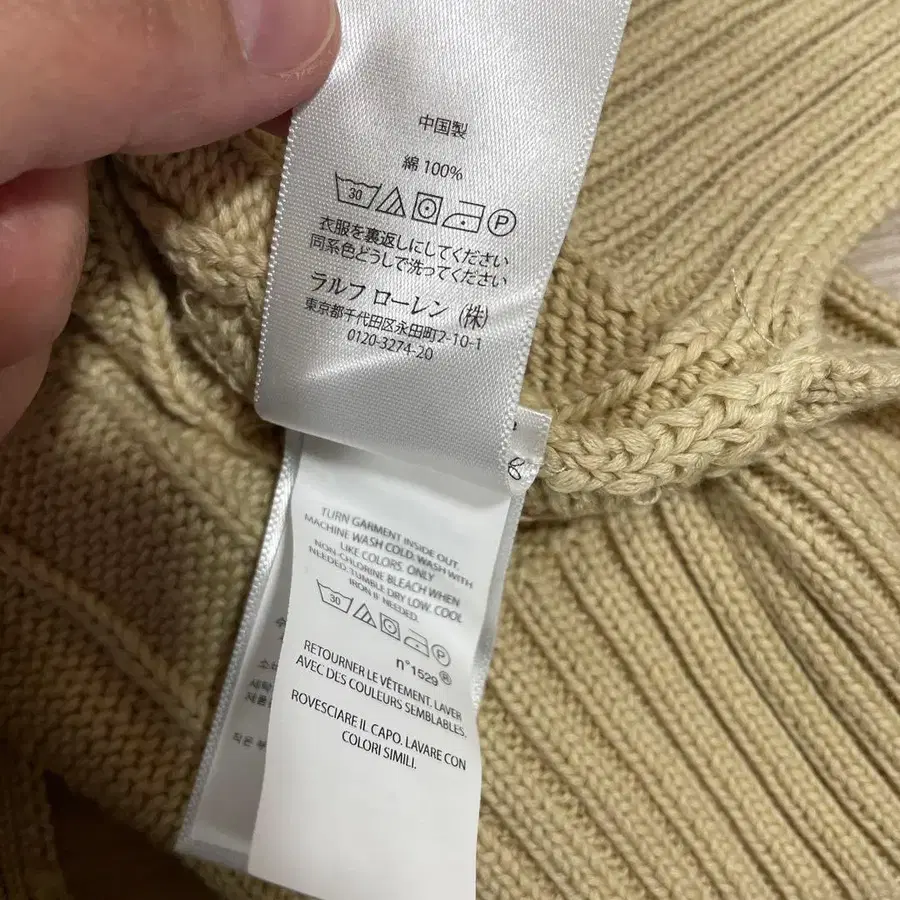 中国製
綿 100%
30 P
衣服を裏返しにしてください
同系色どうしで洗ってください
ラルフ ローレン (株)
東京都千代田区永田町2-10-1
0120-3274-20
TURN GARMENT INSIDE OUT.
MACHINE WASH COLD. WASH WITH
LIKE COLORS. ONLY
NON-CHLORINE BLEACH WHEN
NEEDED. TUMBLE DRY LOW. COOL
IRON IF NEEDED.
30 P
n°1529®
RETOURNER LE VÊTEMENT. LAVER
AVEC DES COULEURS SEMBLABLES.
ROVESCIARE IL CAPO. LAVARE CON
COLORI SIMILI.